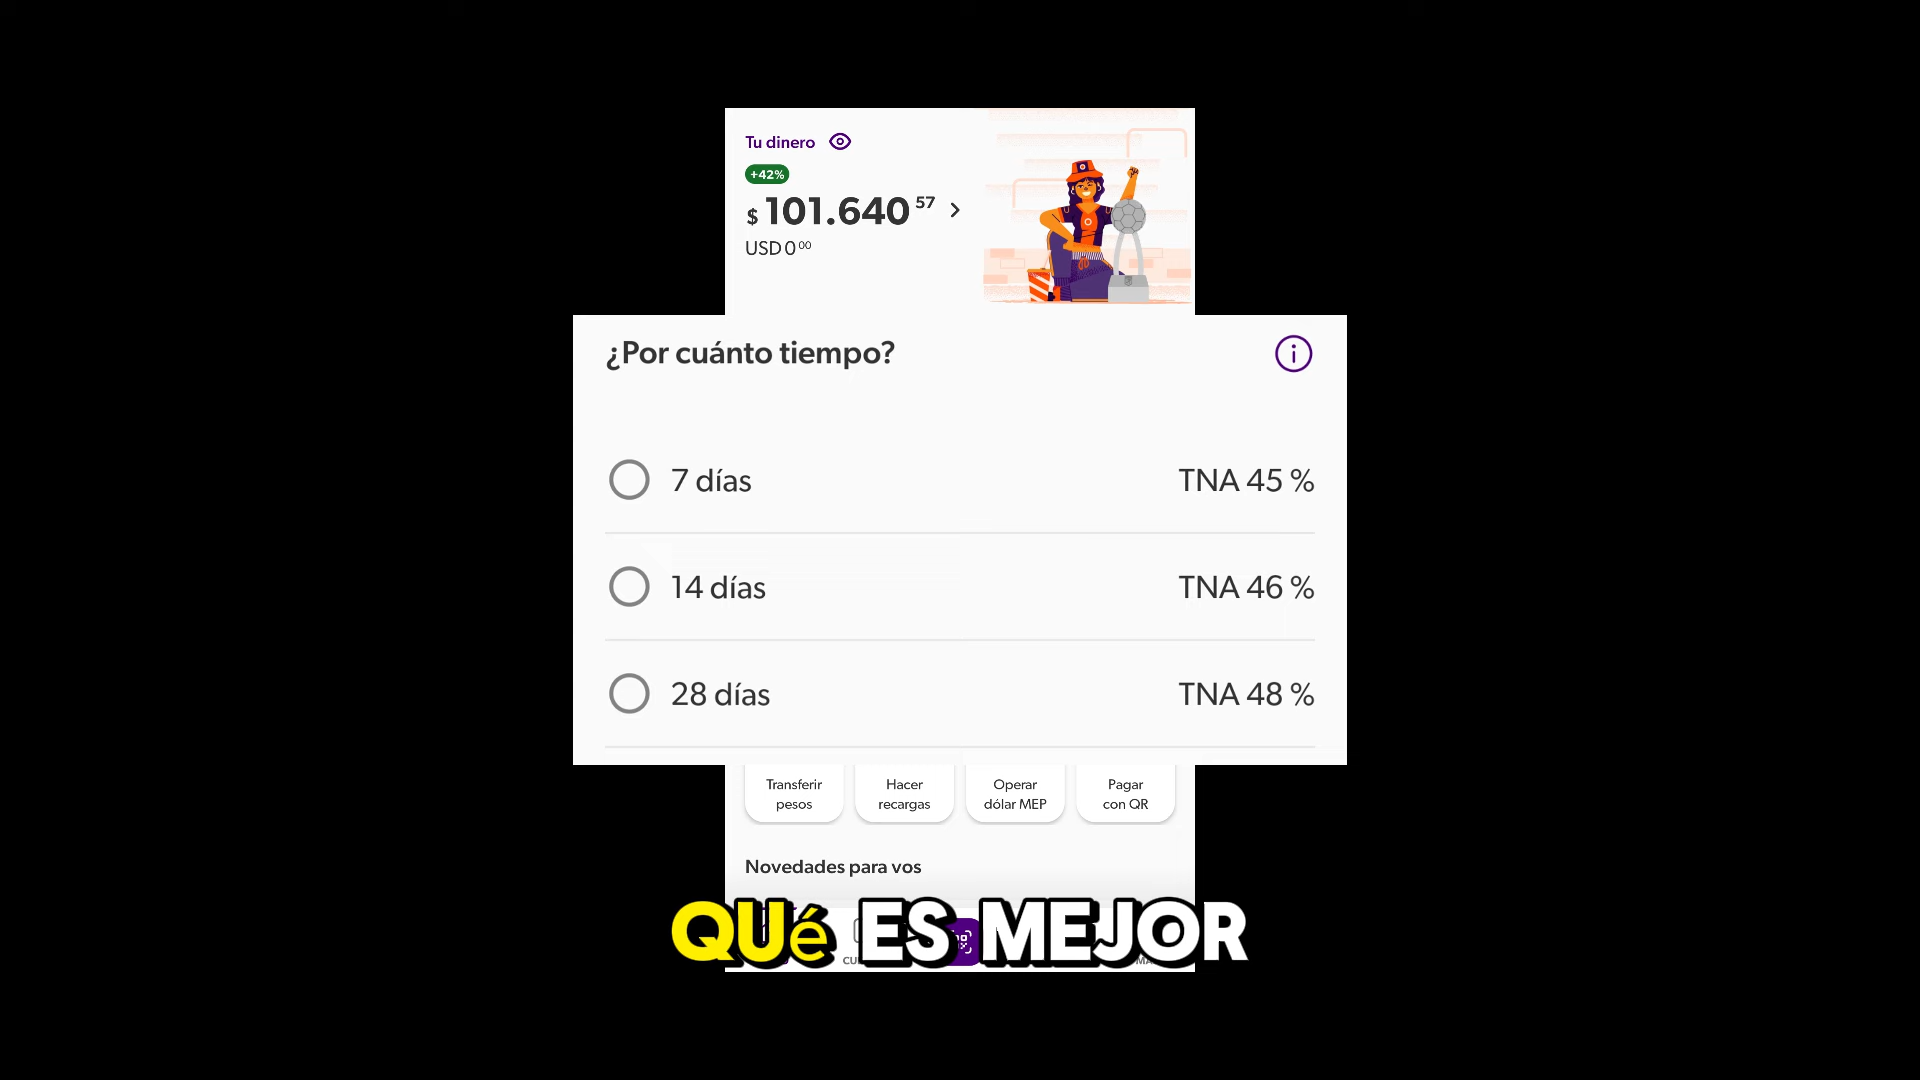 Tu dinero
+42%
$ 101.640 57
USD 0 00
¿Por cuánto tiempo?
7 días TNA 45 %
14 días TNA 46 %
28 días TNA 48 %
Transferir pesos
Hacer recargas
Operar dólar MEP
Pagar con QR
Novedades para vos
QUé ES MEJOR